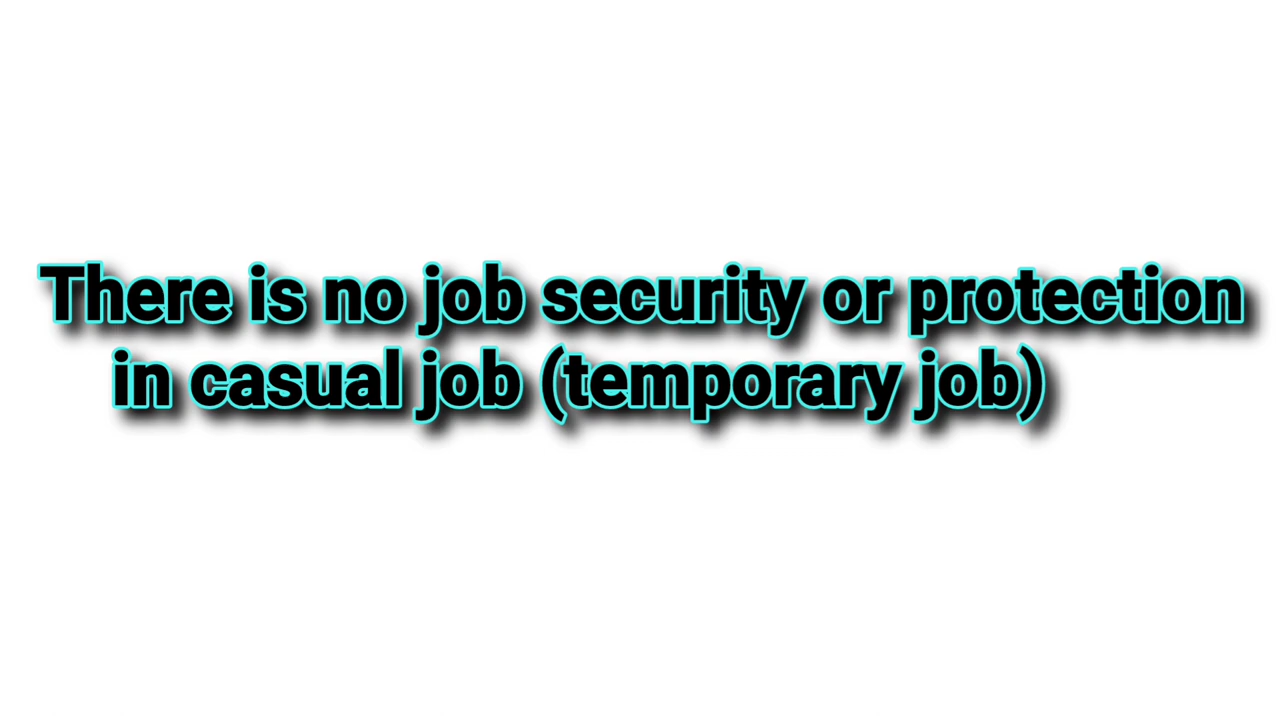 There is no job security or protection
in casual job (temporary job)